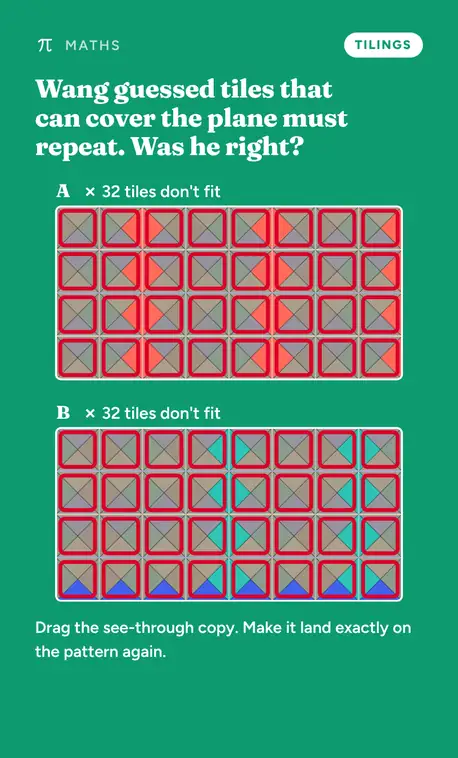 π MATHS
TILINGS
Wang guessed tiles that
can cover the plane must
repeat. Was he right?
A × 32 tiles don't fit
B × 32 tiles don't fit
Drag the see-through copy. Make it land exactly on
the pattern again.